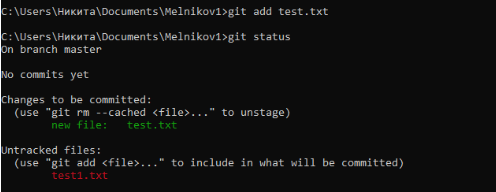 C:\Users\Никита\Documents\Melnikov1>git add test.txt
C:\Users\Никита\Documents\Melnikov1>git status
On branch master
No commits yet
Changes to be committed:
(use "git rm --cached <file>..." to unstage)
new file:   test.txt
Untracked files:
(use "git add <file>..." to include in what will be committed)
test1.txt